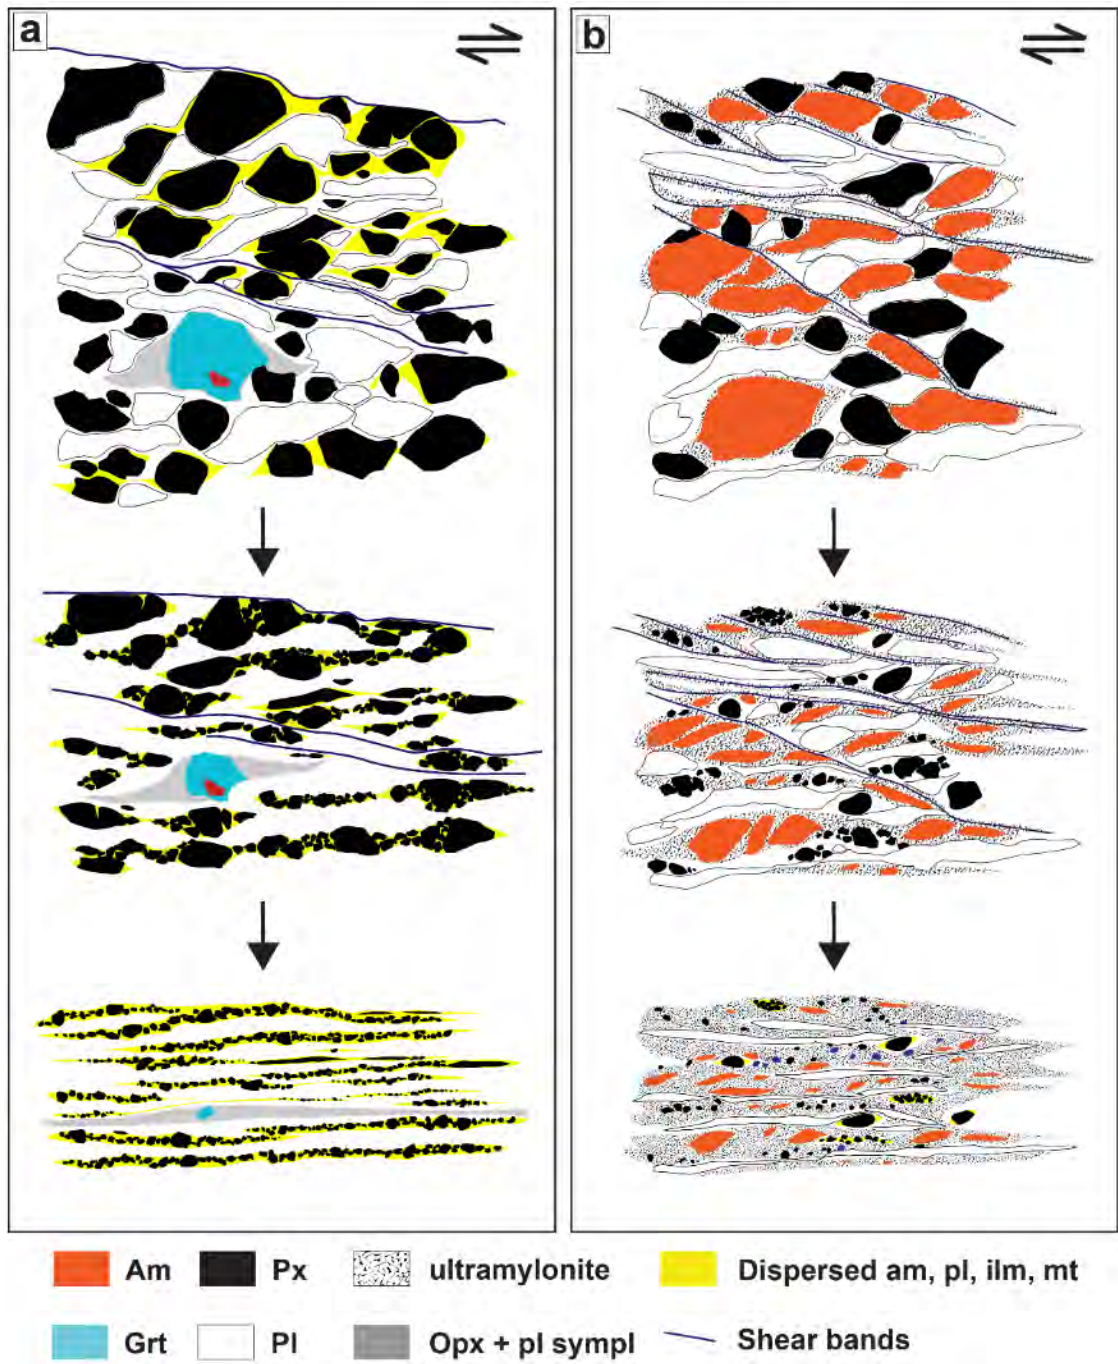 a
b
Am Px ultramylonite Dispersed am, pl, ilm, mt
Grt Pl Opx + pl sympl Shear bands